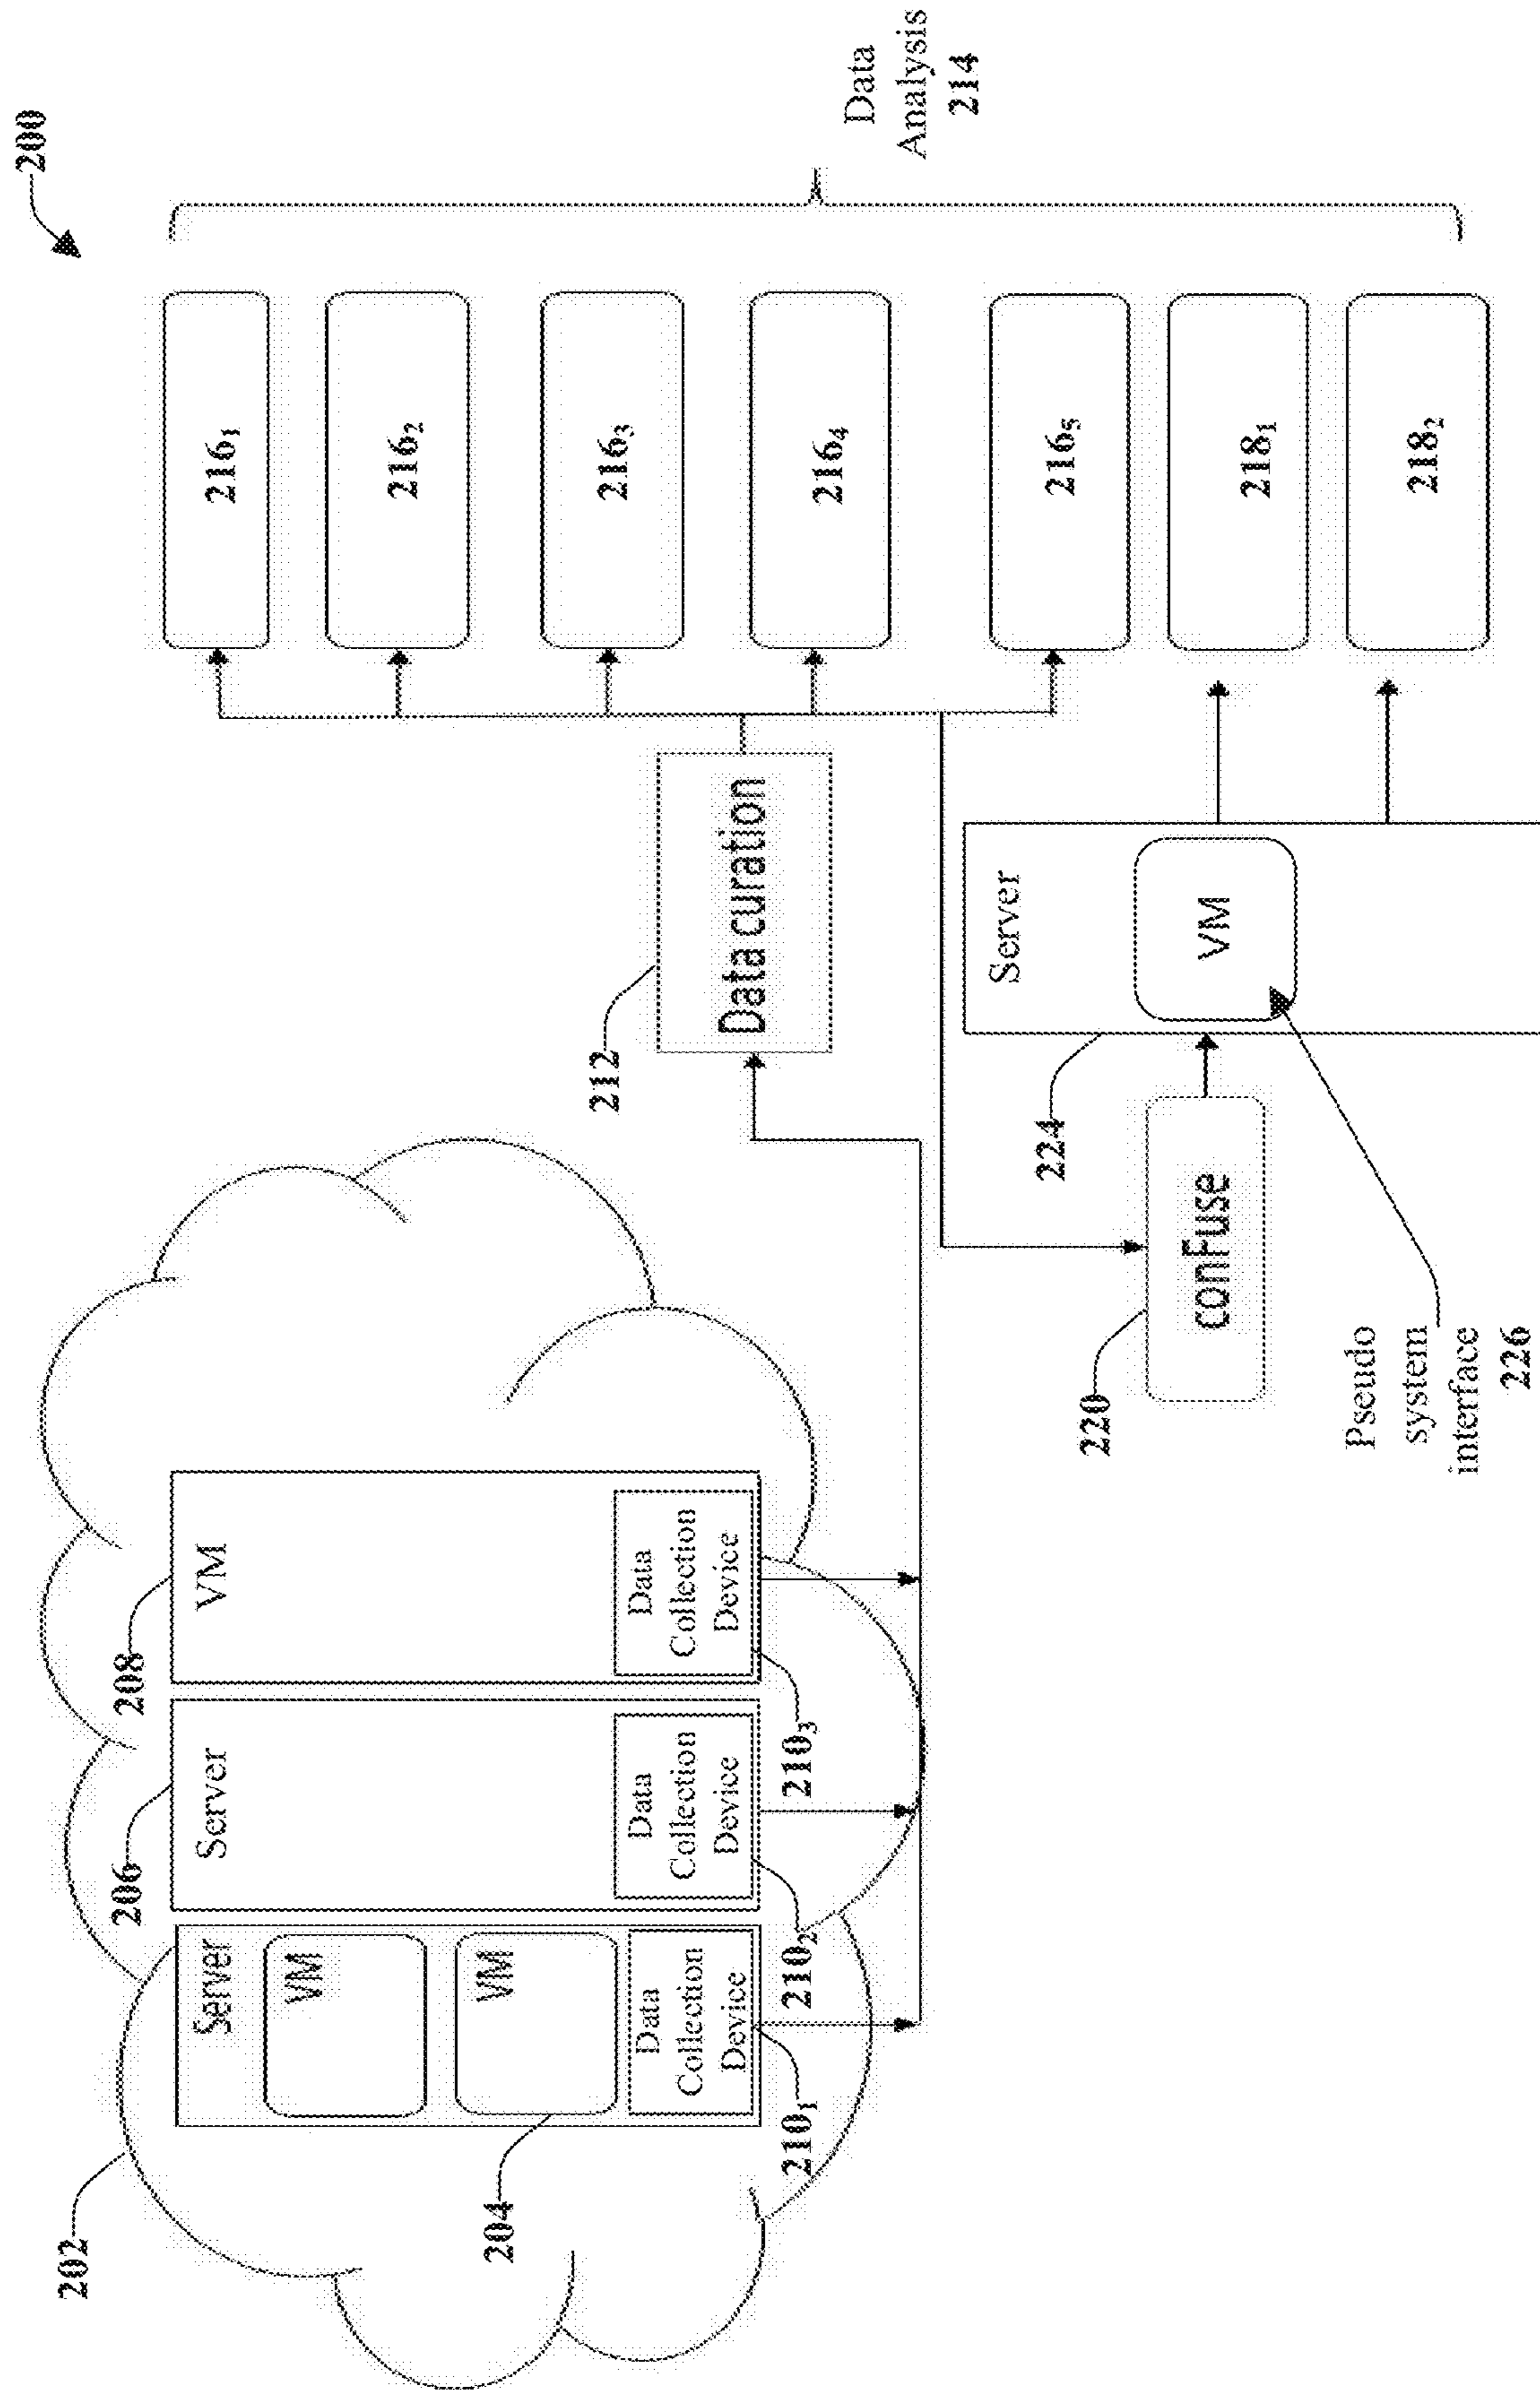 200
202
Server
VM
VM
204
Data
Collection
Device
210₁
206
Server
Data
Collection
Device
210₂
208
VM
Data
Collection
Device
210₃
212
Data curation
216₁
216₂
216₃
216₄
216₅
218₁
218₂
Data
Analysis
214
220
conFuse
224
Server
VM
Pseudo
system
interface
226